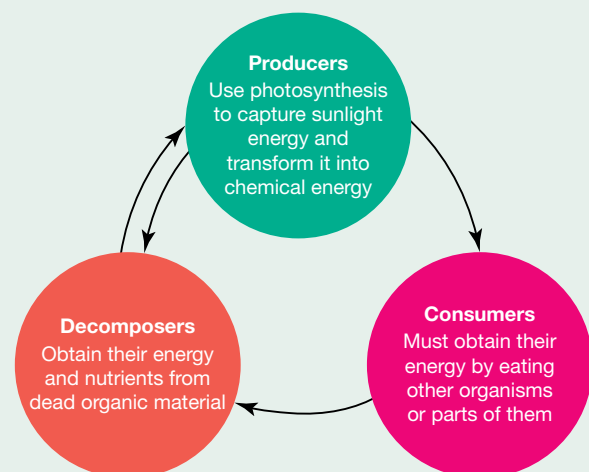 Producers
Use photosynthesis
to capture sunlight
energy and
transform it into
chemical energy
Decomposers
Obtain their energy
and nutrients from
dead organic material
Consumers
Must obtain their
energy by eating
other organisms
or parts of them